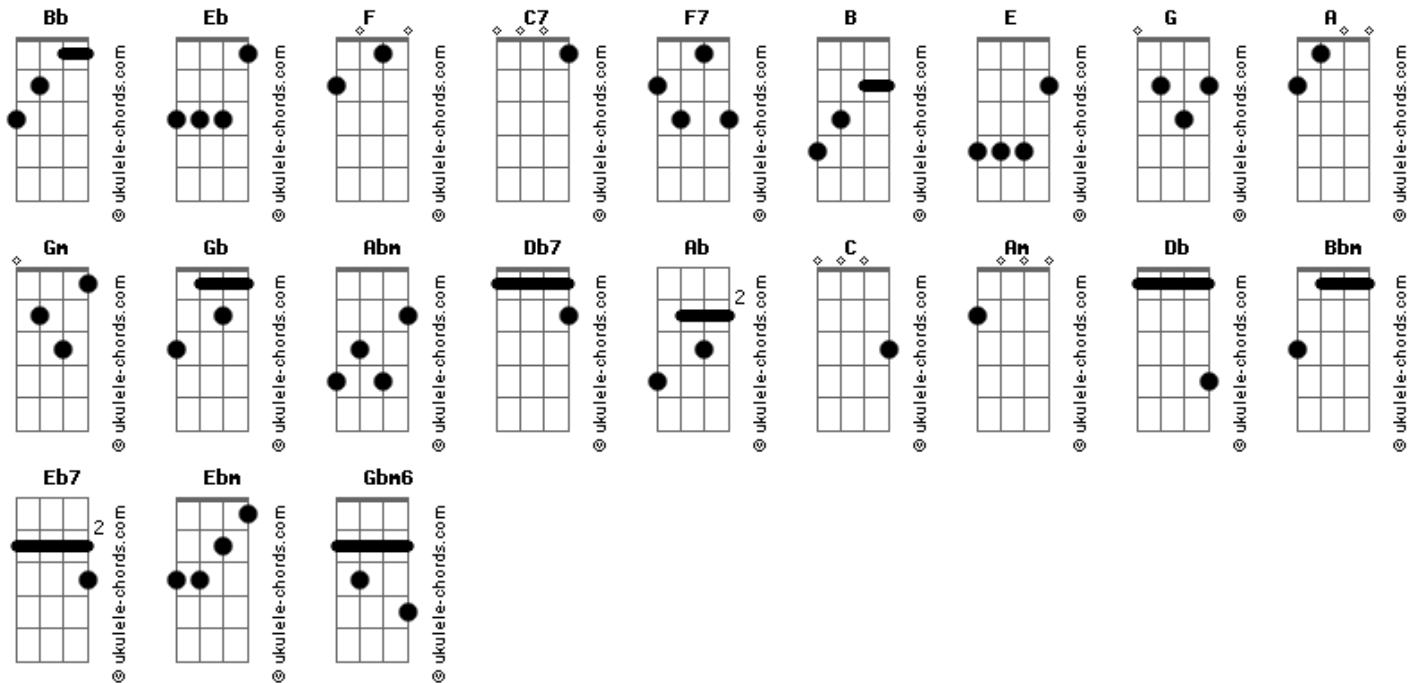 Bb Eb F C7 F7 B E G A
© ukulele-chords.com © ukulele-chords.com © ukulele-chords.com © ukulele-chords.com © ukulele-chords.com © ukulele-chords.com © ukulele-chords.com © ukulele-chords.com © ukulele-chords.com
Gm Gb Abm Db7 Ab C Am Db Bbm
2
© ukulele-chords.com © ukulele-chords.com © ukulele-chords.com © ukulele-chords.com © ukulele-chords.com © ukulele-chords.com © ukulele-chords.com © ukulele-chords.com © ukulele-chords.com
Eb7 Ebm Gbm6
2
© ukulele-chords.com © ukulele-chords.com © ukulele-chords.com